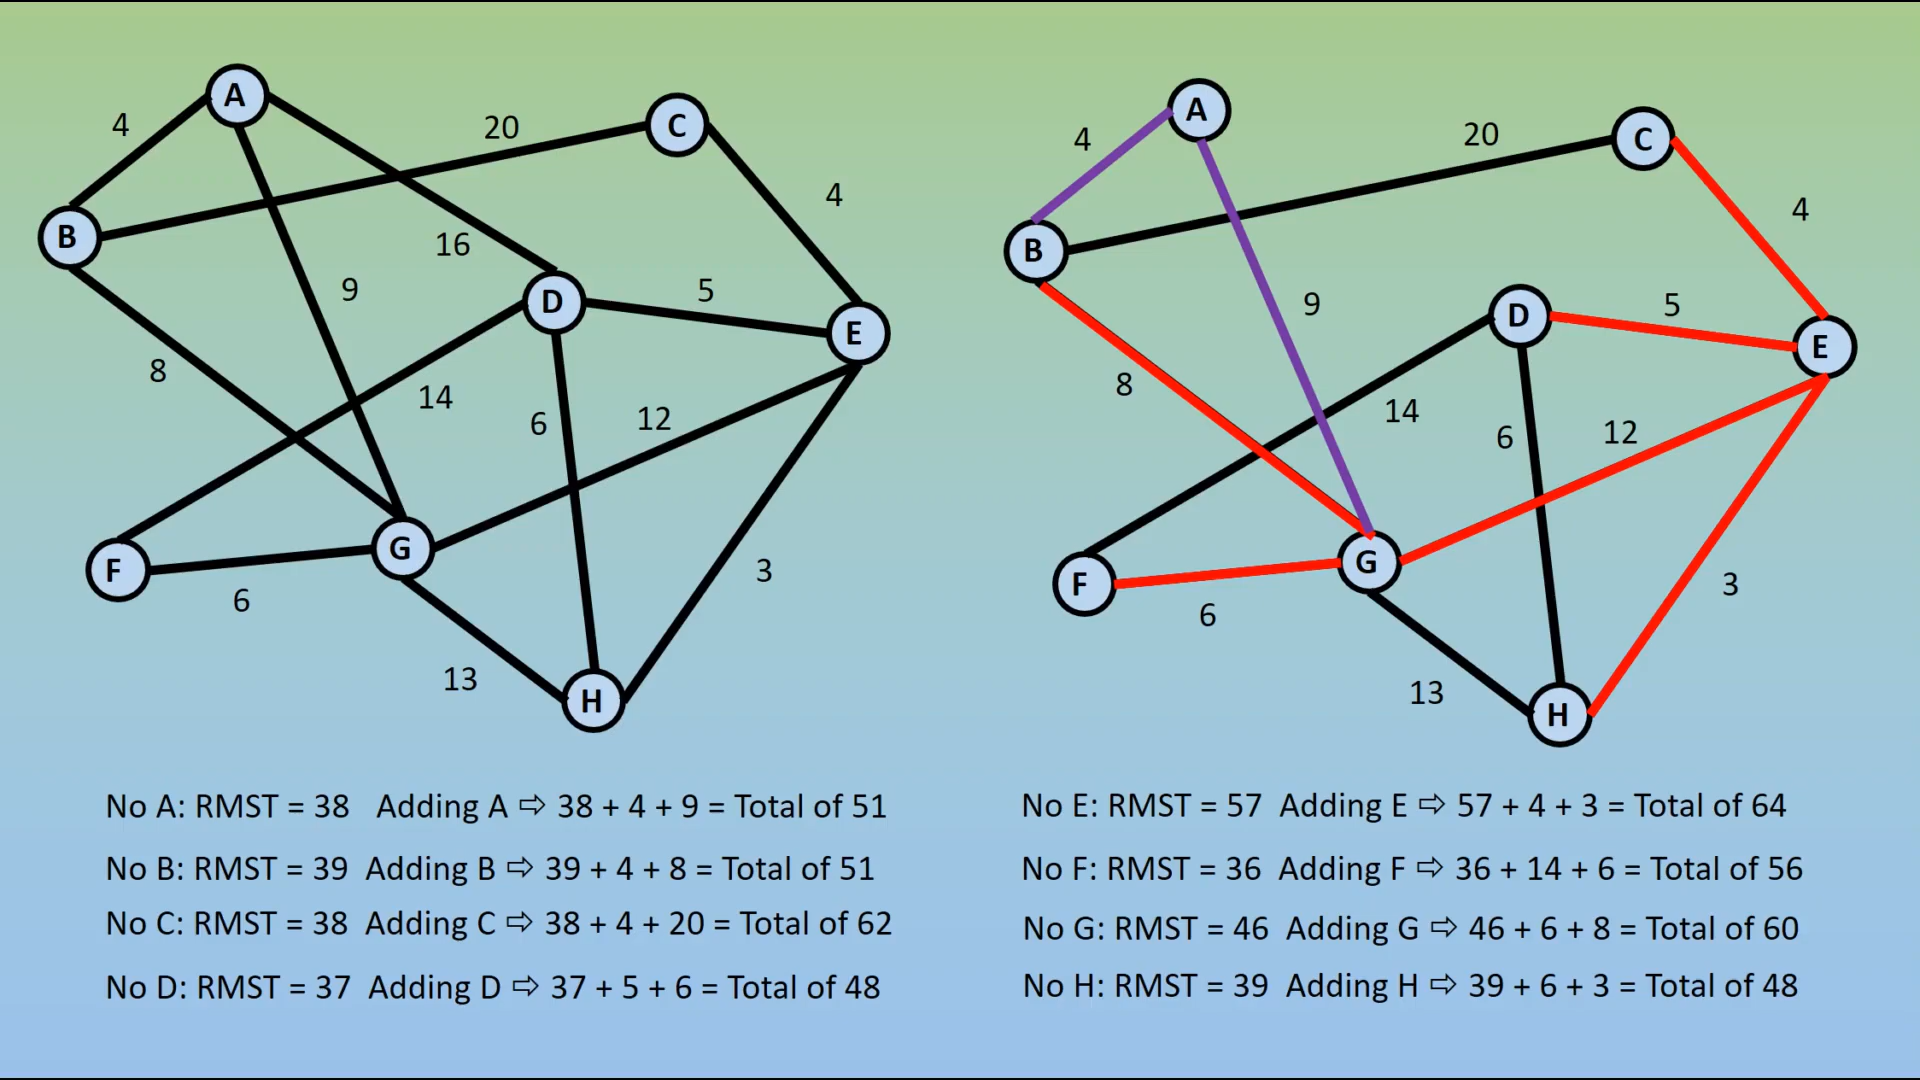 A
4
20
C
B
4
16
9
D
5
E
8
14
6
12
F
G
6
3
13
H
A
4
20
C
B
4
9
D
5
E
8
14
6
12
F
G
6
3
13
H
No A: RMST = 38 Adding A ⇨ 38 + 4 + 9 = Total of 51
No B: RMST = 39 Adding B ⇨ 39 + 4 + 8 = Total of 51
No C: RMST = 38 Adding C ⇨ 38 + 4 + 20 = Total of 62
No D: RMST = 37 Adding D ⇨ 37 + 5 + 6 = Total of 48
No E: RMST = 57 Adding E ⇨ 57 + 4 + 3 = Total of 64
No F: RMST = 36 Adding F ⇨ 36 + 14 + 6 = Total of 56
No G: RMST = 46 Adding G ⇨ 46 + 6 + 8 = Total of 60
No H: RMST = 39 Adding H ⇨ 39 + 6 + 3 = Total of 48